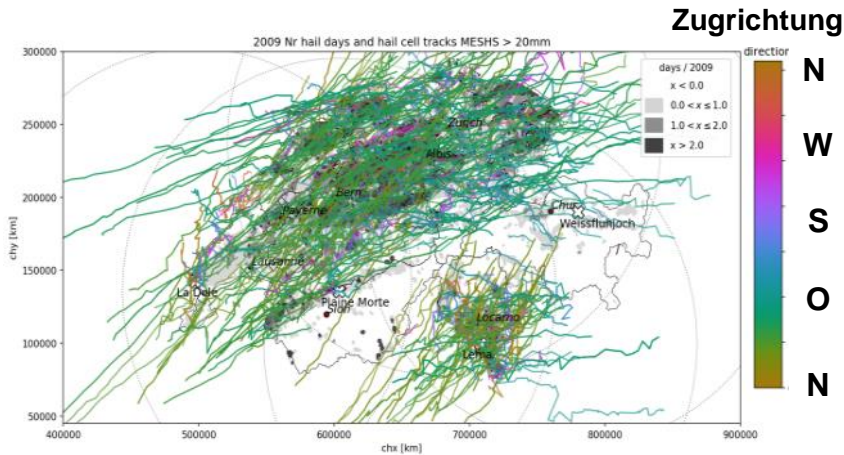 Zugrichtung
2009 Nr hail days and hail cell tracks MESHS > 20mm
direction
300000
250000
200000
150000
100000
50000
chy [km]
days / 2009
x < 0.0
0.0 < x ≤ 1.0
1.0 < x ≤ 2.0
x > 2.0
N
W
S
O
N
Zurich
Albis
Bern
Payerne
Chur
Weissflunjoch
Lausanne
La Dole
Plaine Morte
Sion
Locarno
Lema
400000
500000
600000
700000
800000
900000
chx [km]